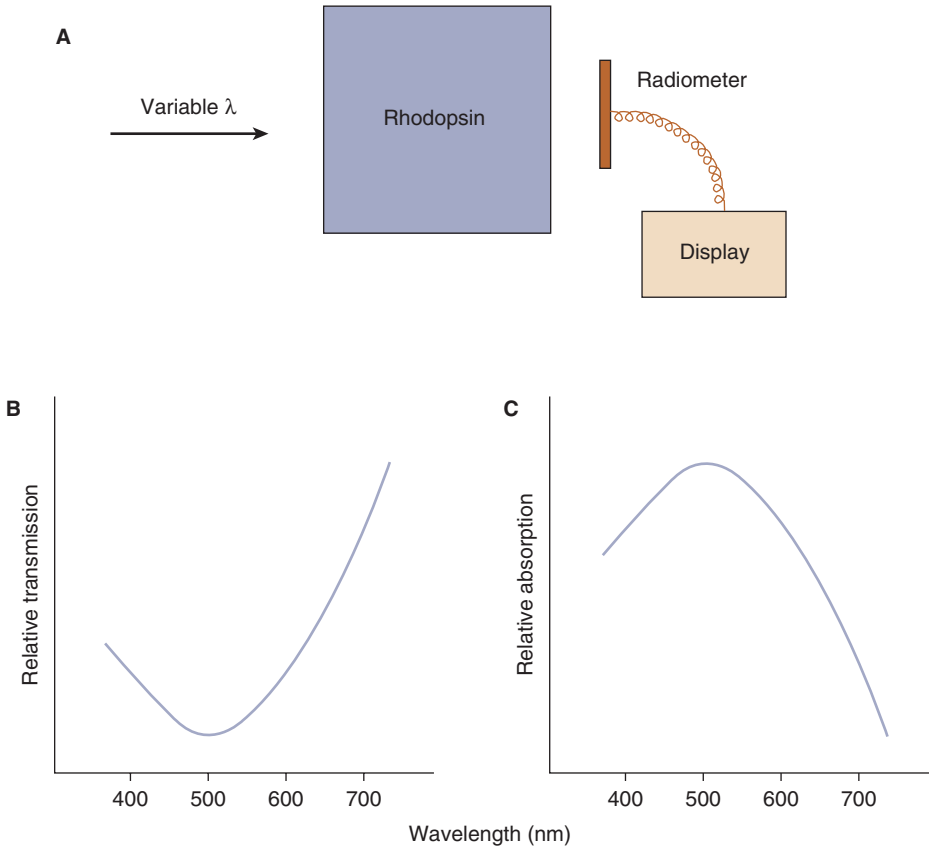 A
Variable λ
Rhodopsin
Radiometer
Display
B
Relative transmission
400 500 600 700
C
Relative absorption
400 500 600 700
Wavelength (nm)